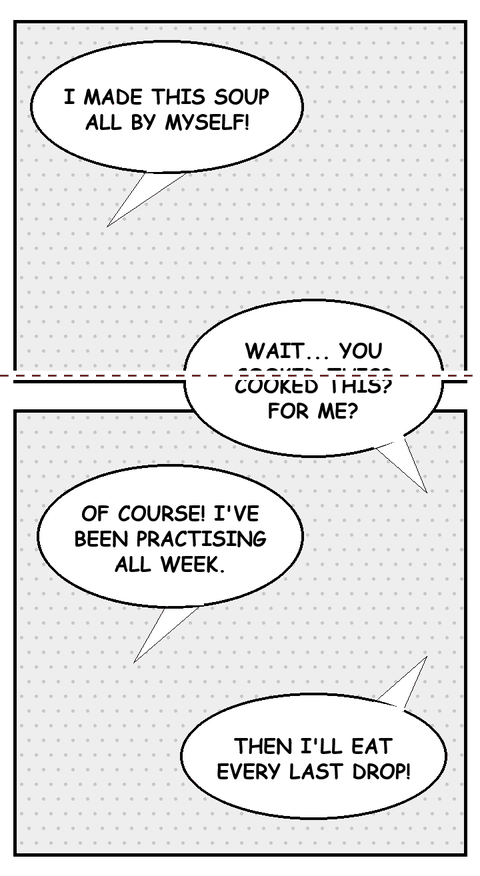 I MADE THIS SOUP
ALL BY MYSELF!
WAIT... YOU
COOKED THIS?
FOR ME?
OF COURSE! I'VE
BEEN PRACTISING
ALL WEEK.
THEN I'LL EAT
EVERY LAST DROP!